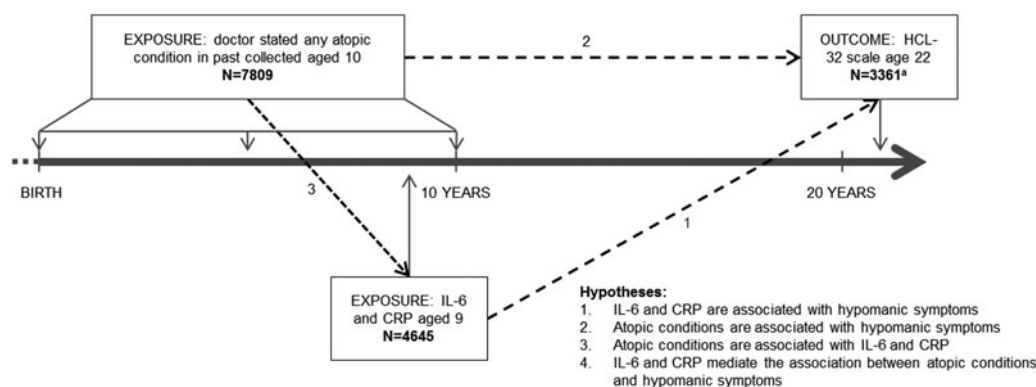 EXPOSURE: doctor stated any atopic
condition in past collected aged 10
N=7809
2
OUTCOME: HCL-
32 scale age 22
N=3361ª
BIRTH
3
10 YEARS
20 YEARS
1
EXPOSURE: IL-6
and CRP aged 9
N=4645
Hypotheses:
1. IL-6 and CRP are associated with hypomanic symptoms
2. Atopic conditions are associated with hypomanic symptoms
3. Atopic conditions are associated with IL-6 and CRP
4. IL-6 and CRP mediate the association between atopic conditions
and hypomanic symptoms